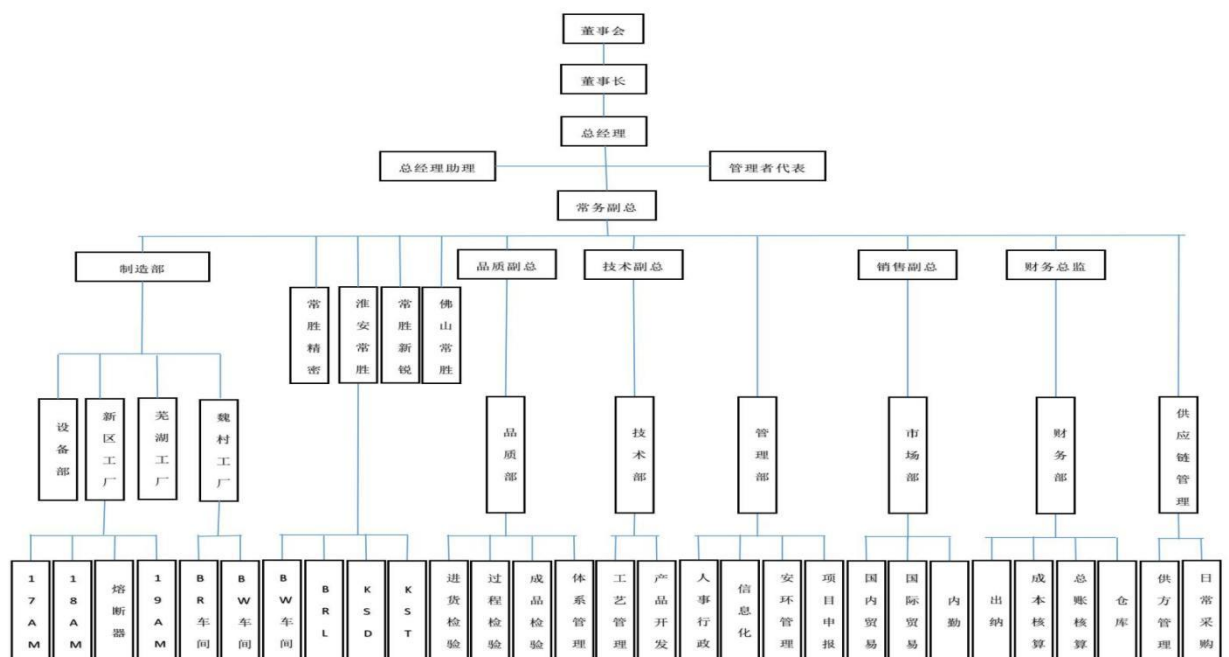 董事会
董事长
总经理
总经理助理
管理者代表
常务副总
制造部
品质副总
技术副总
销售副总
财务总监
常胜精密
淮安常胜
常胜新锐
佛山常胜
设备部
新区工厂
芜湖工厂
魏村工厂
品质部
技术部
管理部
市场部
财务部
供应链管理
17AM
18AM
熔断器
19AM
BR车间
BW车间
BW车间
BRL
KSD
KST
进货检验
过程检验
成品检验
体系管理
工艺管理
产品开发
人事行政
信息化
安环管理
项目申报
国内贸易
国际贸易
内勤
出纳
成本核算
总账核算
仓库
供方管理
日常采购